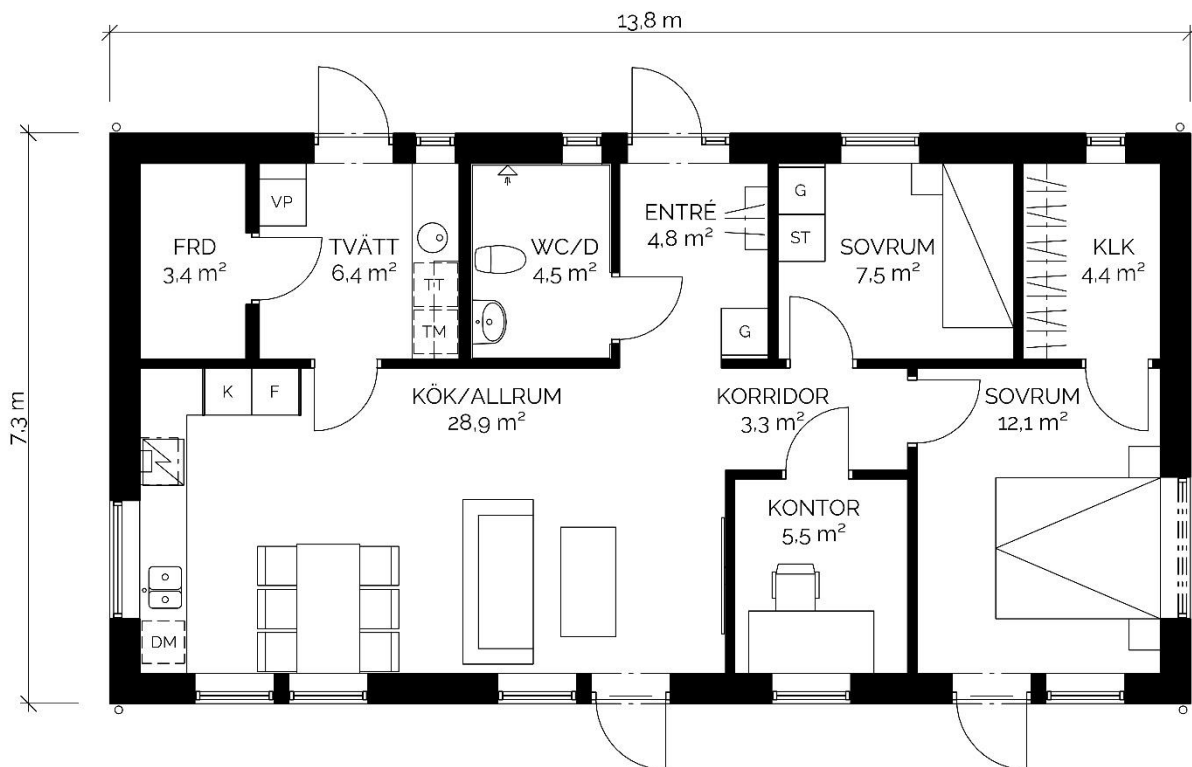 13,8 m
7,3 m
VP
G
ENTRÉ
4,8 m²
FRD
3,4 m²
TVÄTT
6,4 m²
WC/D
4,5 m²
ST
SOVRUM
7,5 m²
KLK
4,4 m²
TT
TM
G
K
F
KÖK/ALLRUM
28,9 m²
KORRIDOR
3,3 m²
SOVRUM
12,1 m²
KONTOR
5,5 m²
DM